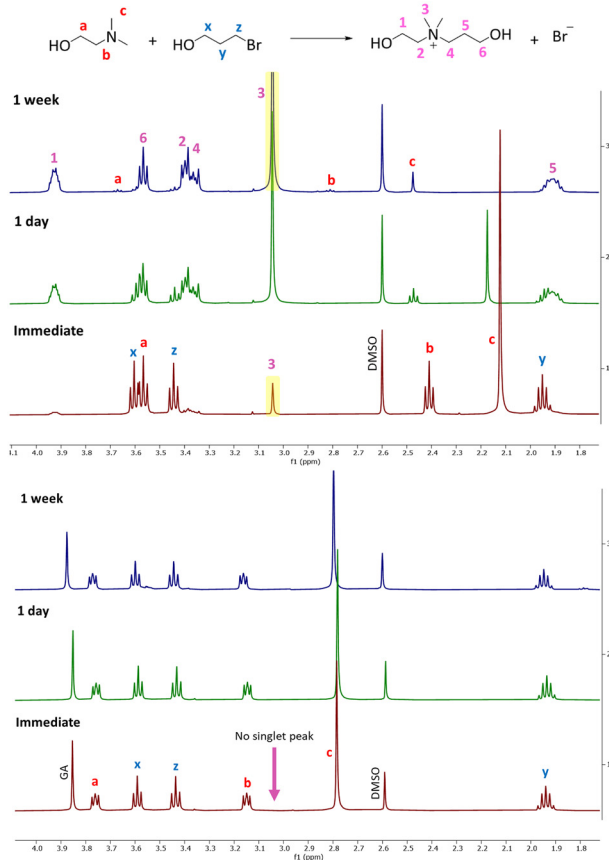 c
3
a
x
z
1
5
HO
N
+
HO
Br
HO
N
+
OH
+ Br⁻
b
y
2
4
6
1 week
3
1
6
2
4
a
b
c
5
3
1 day
2
Immediate
x
a
z
3
DMSO
b
c
y
1
4.1 4.0 3.9 3.8 3.7 3.6 3.5 3.4 3.3 3.2 3.1 3.0 2.9 2.8 2.7 2.6 2.5 2.4 2.3 2.2 2.1 2.0 1.9 1.8
f1 (ppm)
1 week
3
1 day
2
Immediate
No singlet peak
GA
a
x
z
b
c
DMSO
y
1
4.0 3.9 3.8 3.7 3.6 3.5 3.4 3.3 3.2 3.1 3.0 2.9 2.8 2.7 2.6 2.5 2.4 2.3 2.2 2.1 2.0 1.9 1.8
f1 (ppm)